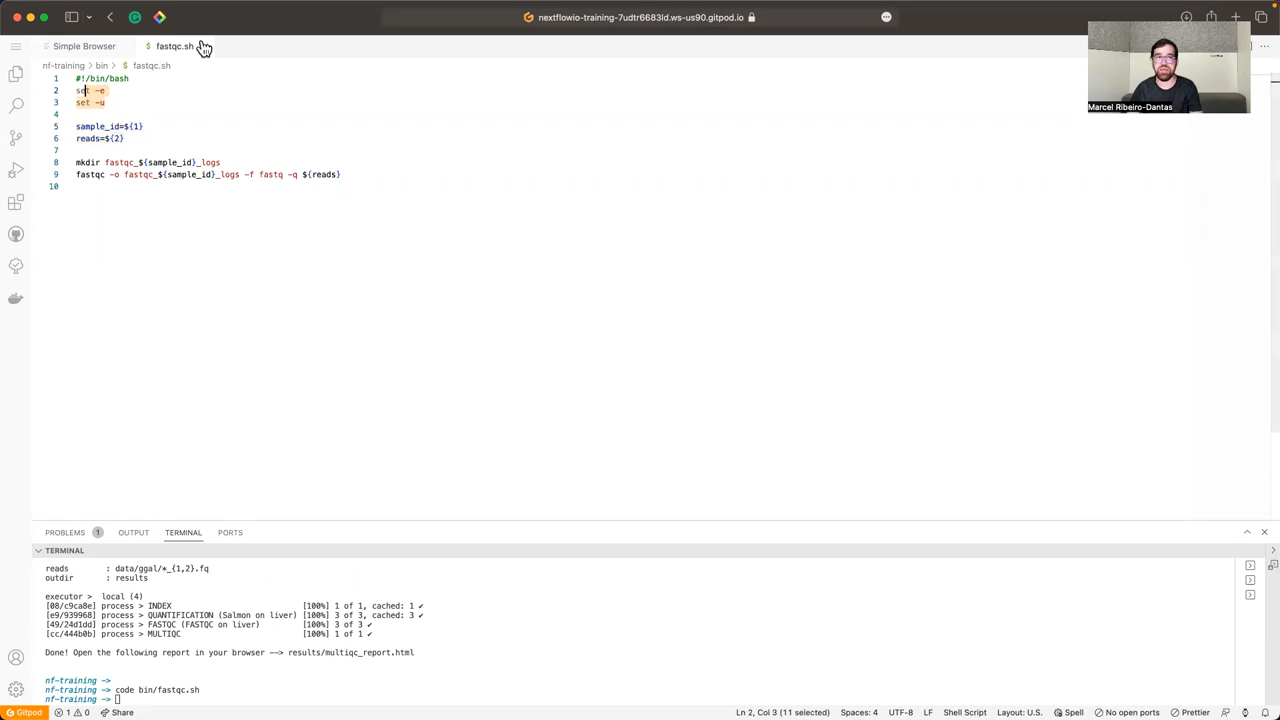 nextflowio-training-7udtr6683ld.ws-us90.gitpod.io
Simple Browser
$ fastqc.sh
nf-training > bin > $ fastqc.sh
1 #!/bin/bash
2 set -e
3 set -u
4
5 sample_id=${1}
6 reads=${2}
7
8 mkdir fastqc_${sample_id}_logs
9 fastqc -o fastqc_${sample_id}_logs -f fastq -q ${reads}
10
Marcel Ribeiro-Dantas
PROBLEMS 1 OUTPUT TERMINAL PORTS
TERMINAL
reads : data/ggal/*_{1,2}.fq
outdir : results
executor > local (4)
[08/c9ca8e] process > INDEX [100%] 1 of 1, cached: 1 ✔
[e9/939968] process > QUANTIFICATION (Salmon on liver) [100%] 3 of 3, cached: 3 ✔
[49/24d1dd] process > FASTQC (FASTQC on liver) [100%] 3 of 3 ✔
[cc/444b0b] process > MULTIQC [100%] 1 of 1 ✔
Done! Open the following report in your browser --> results/multiqc_report.html
nf-training ->
nf-training -> code bin/fastqc.sh
nf-training ->
Gitpod 1 0 Share Ln 2, Col 3 (11 selected) Spaces: 4 UTF-8 LF Shell Script Layout: U.S. Spell No open ports Prettier